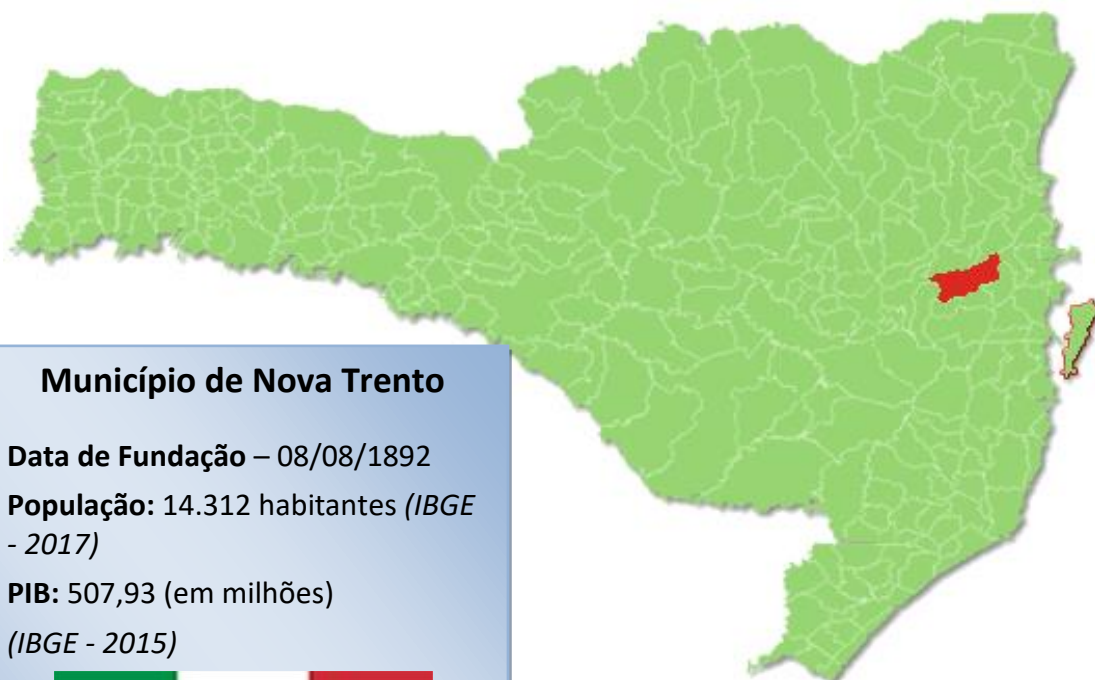 Município de Nova Trento
Data de Fundação – 08/08/1892
População: 14.312 habitantes (IBGE
- 2017)
PIB: 507,93 (em milhões)
(IBGE - 2015)